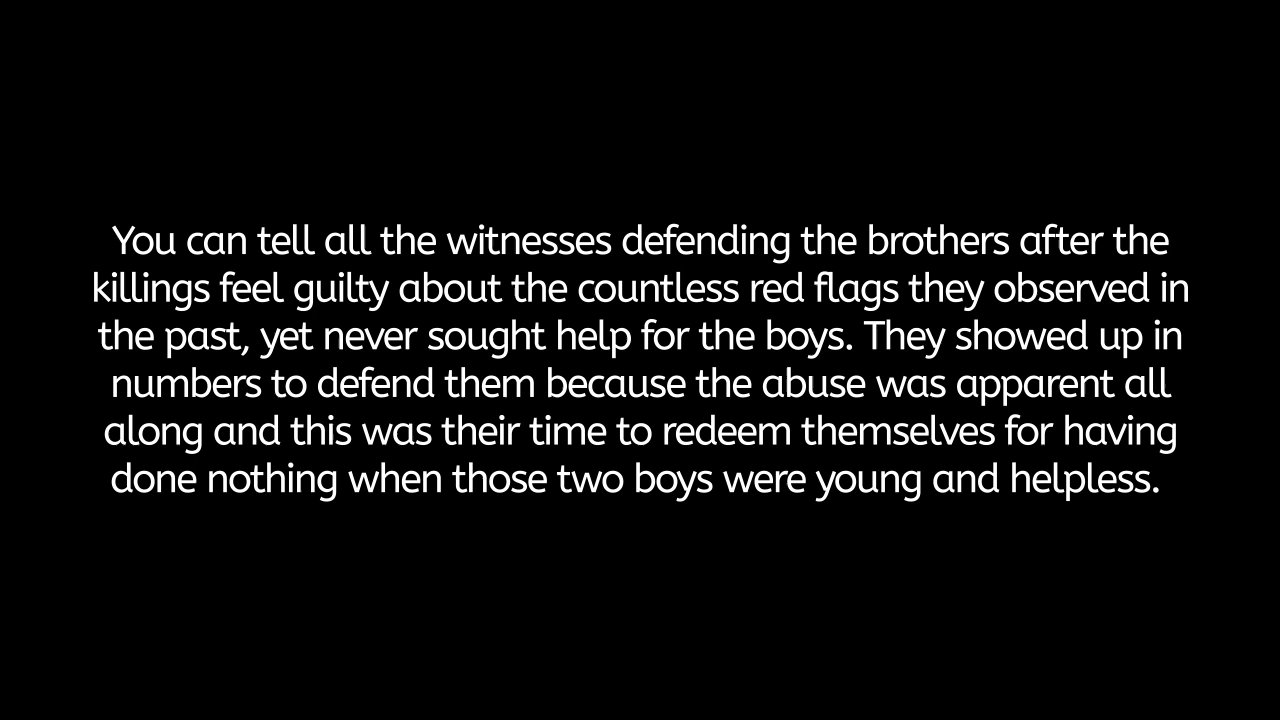 You can tell all the witnesses defending the brothers after the
killings feel guilty about the countless red flags they observed in
the past, yet never sought help for the boys. They showed up in
numbers to defend them because the abuse was apparent all
along and this was their time to redeem themselves for having
done nothing when those two boys were young and helpless.